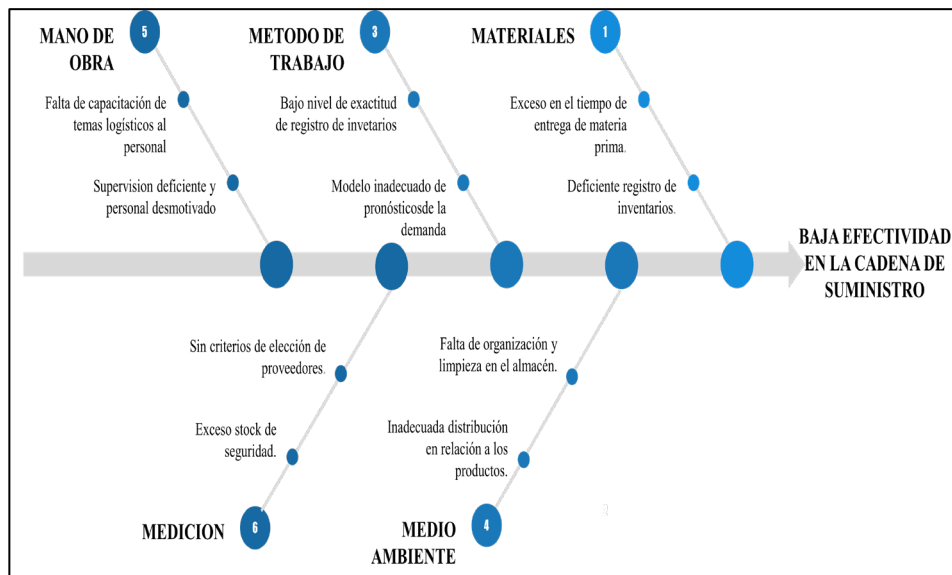 5
MANO DE
OBRA
Falta de capacitación de
temas logísticos al
personal
Supervision deficiente y
personal desmotivado
3
METODO DE
TRABAJO
Bajo nivel de exactitud
de registro de invetarios
Modelo inadecuado de
pronósticosde la
demanda
1
MATERIALES
Exceso en el tiempo de
entrega de materia
prima.
Deficiente registro de
inventarios.
BAJA EFECTIVIDAD
EN LA CADENA DE
SUMINISTRO
Sin criterios de elección de
proveedores.
Exceso stock de
seguridad.
MEDICION
6
Falta de organización y
limpieza en el almacén.
Inadecuada distribución
en relación a los
productos.
MEDIO
AMBIENTE
4